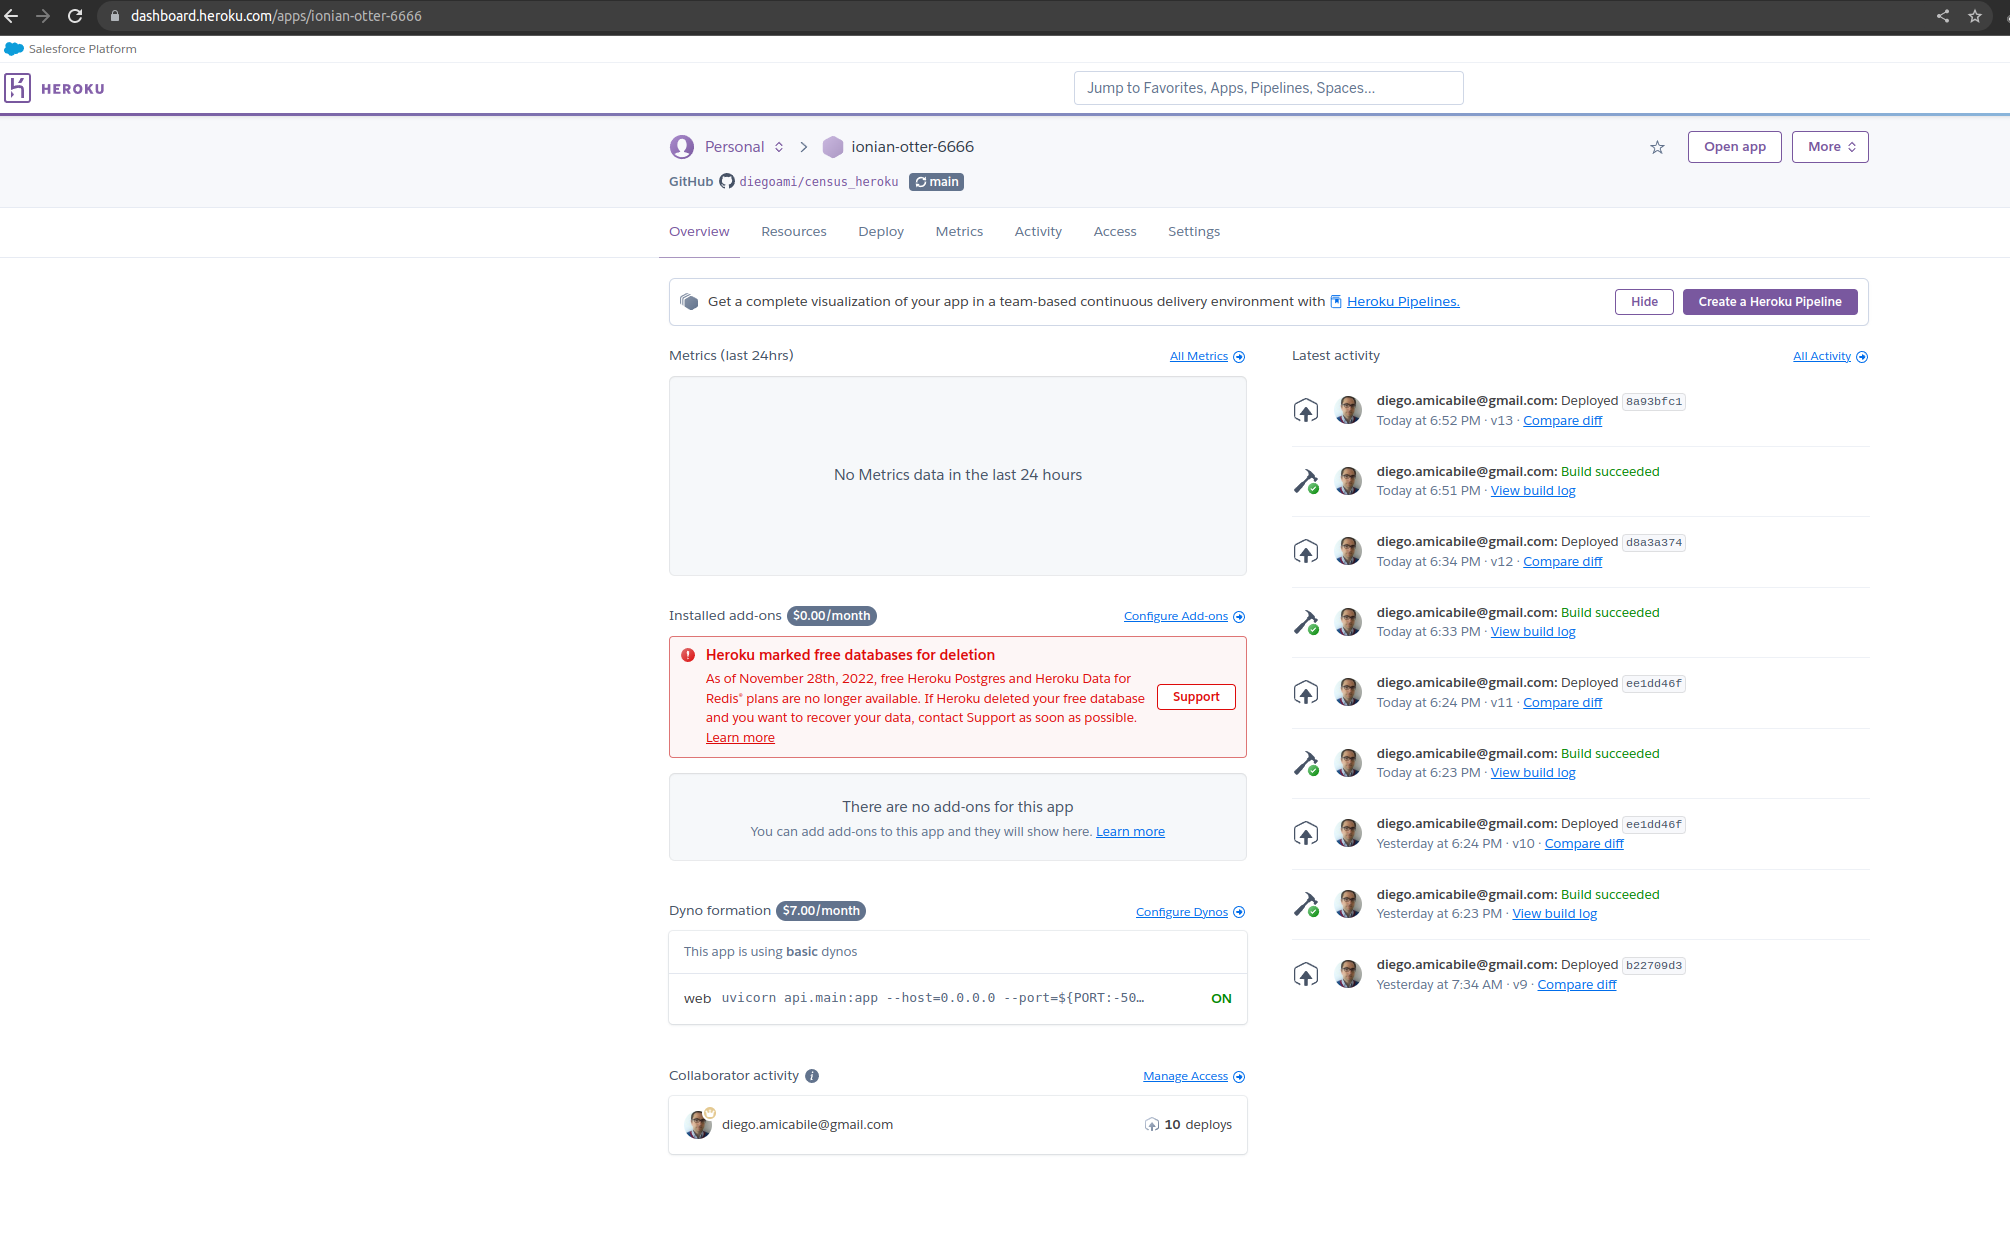 dashboard.heroku.com/apps/ionian-otter-6666
Salesforce Platform
HEROKU
Jump to Favorites, Apps, Pipelines, Spaces...
Personal
ionian-otter-6666
Open app
More
GitHub diegoami/census_heroku main
Overview
Resources
Deploy
Metrics
Activity
Access
Settings
Get a complete visualization of your app in a team-based continuous delivery environment with Heroku Pipelines.
Hide
Create a Heroku Pipeline
Metrics (last 24hrs)
All Metrics
No Metrics data in the last 24 hours
Installed add-ons $0.00/month
Configure Add-ons
Heroku marked free databases for deletion
As of November 28th, 2022, free Heroku Postgres and Heroku Data for
Redis® plans are no longer available. If Heroku deleted your free database
and you want to recover your data, contact Support as soon as possible.
Learn more
Support
There are no add-ons for this app
You can add add-ons to this app and they will show here. Learn more
Dyno formation $7.00/month
Configure Dynos
This app is using basic dynos
web uvicorn api.main:app --host=0.0.0.0 --port=${PORT:-50…
ON
Collaborator activity
Manage Access
diego.amicabile@gmail.com
10 deploys
Latest activity
All Activity
diego.amicabile@gmail.com: Deployed 8a93bfc1
Today at 6:52 PM · v13 · Compare diff
diego.amicabile@gmail.com: Build succeeded
Today at 6:51 PM · View build log
diego.amicabile@gmail.com: Deployed d8a3a374
Today at 6:34 PM · v12 · Compare diff
diego.amicabile@gmail.com: Build succeeded
Today at 6:33 PM · View build log
diego.amicabile@gmail.com: Deployed ee1dd46f
Today at 6:24 PM · v11 · Compare diff
diego.amicabile@gmail.com: Build succeeded
Today at 6:23 PM · View build log
diego.amicabile@gmail.com: Deployed ee1dd46f
Yesterday at 6:24 PM · v10 · Compare diff
diego.amicabile@gmail.com: Build succeeded
Yesterday at 6:23 PM · View build log
diego.amicabile@gmail.com: Deployed b22709d3
Yesterday at 7:34 AM · v9 · Compare diff